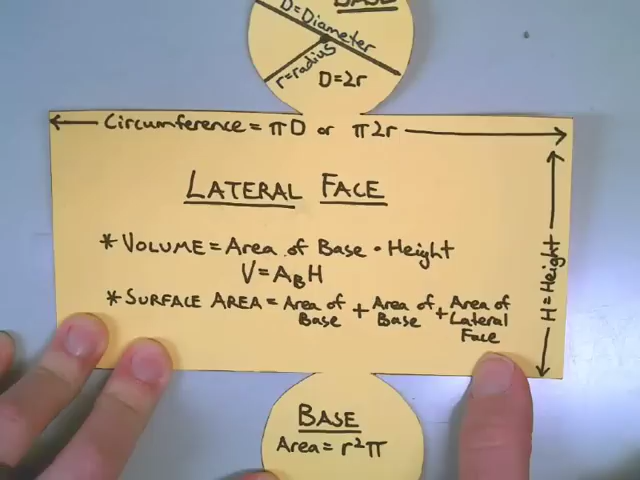 BASE
D=Diameter
r=radius
D=2r
Circumference = πD or π2r
LATERAL FACE
* VOLUME = Area of Base • Height
V=A_BH
* SURFACE AREA = Area of Base + Area of Base + Area of Lateral Face
H=Height
BASE
Area = r²π